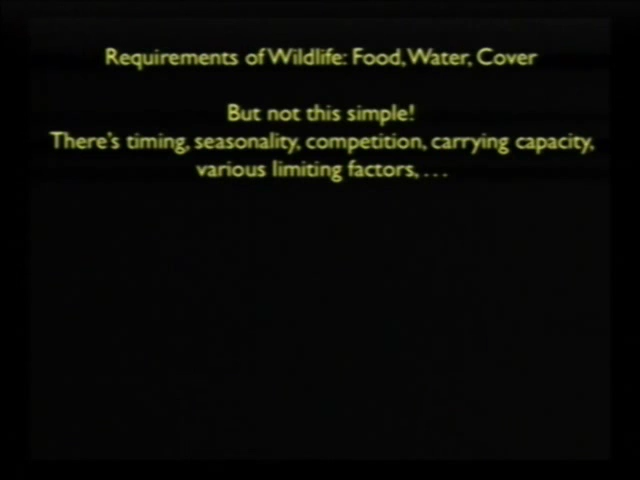 Requirements of Wildlife: Food, Water, Cover
But not this simple!
There's timing, seasonality, competition, carrying capacity,
various limiting factors, ...